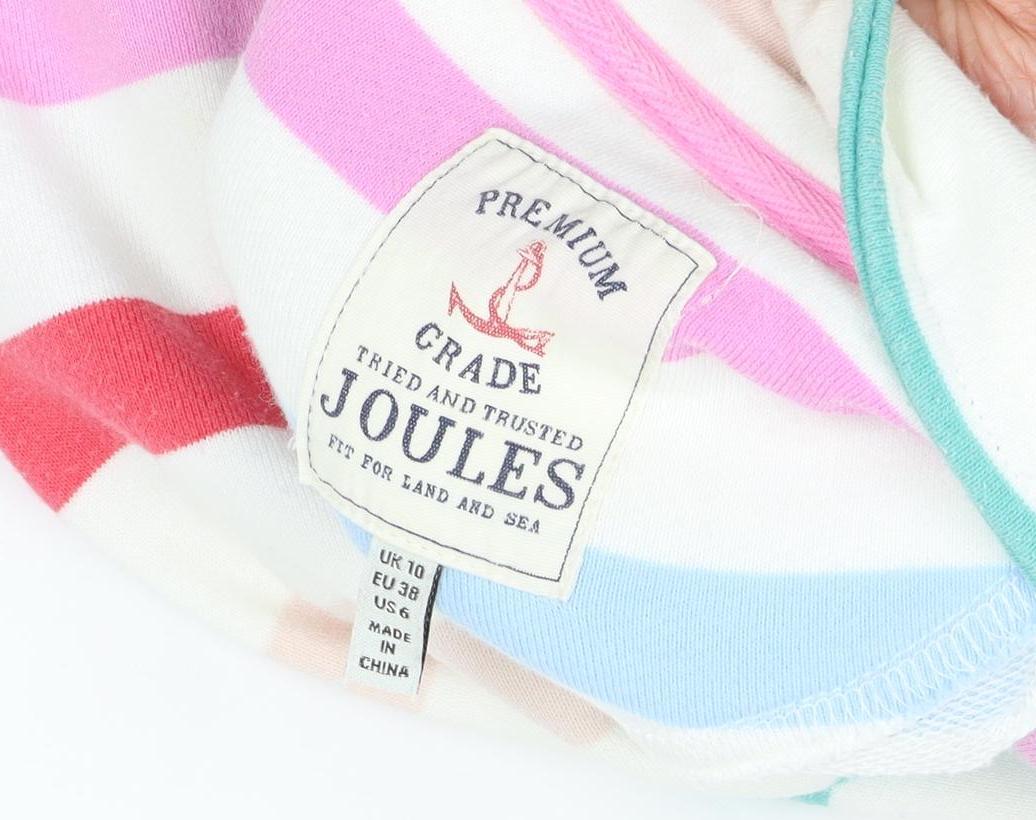 PREMIUM
GRADE
TRIED AND TRUSTED
JOULES
FIT FOR LAND AND SEA
UK 10
EU 38
US 6
MADE
IN
CHINA